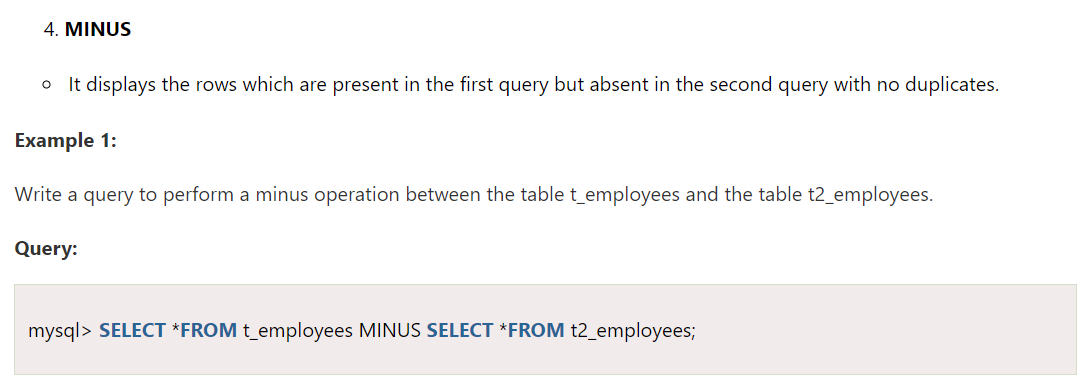 4. MINUS
○ It displays the rows which are present in the first query but absent in the second query with no duplicates.
Example 1:
Write a query to perform a minus operation between the table t_employees and the table t2_employees.
Query:
mysql> SELECT *FROM t_employees MINUS SELECT *FROM t2_employees;